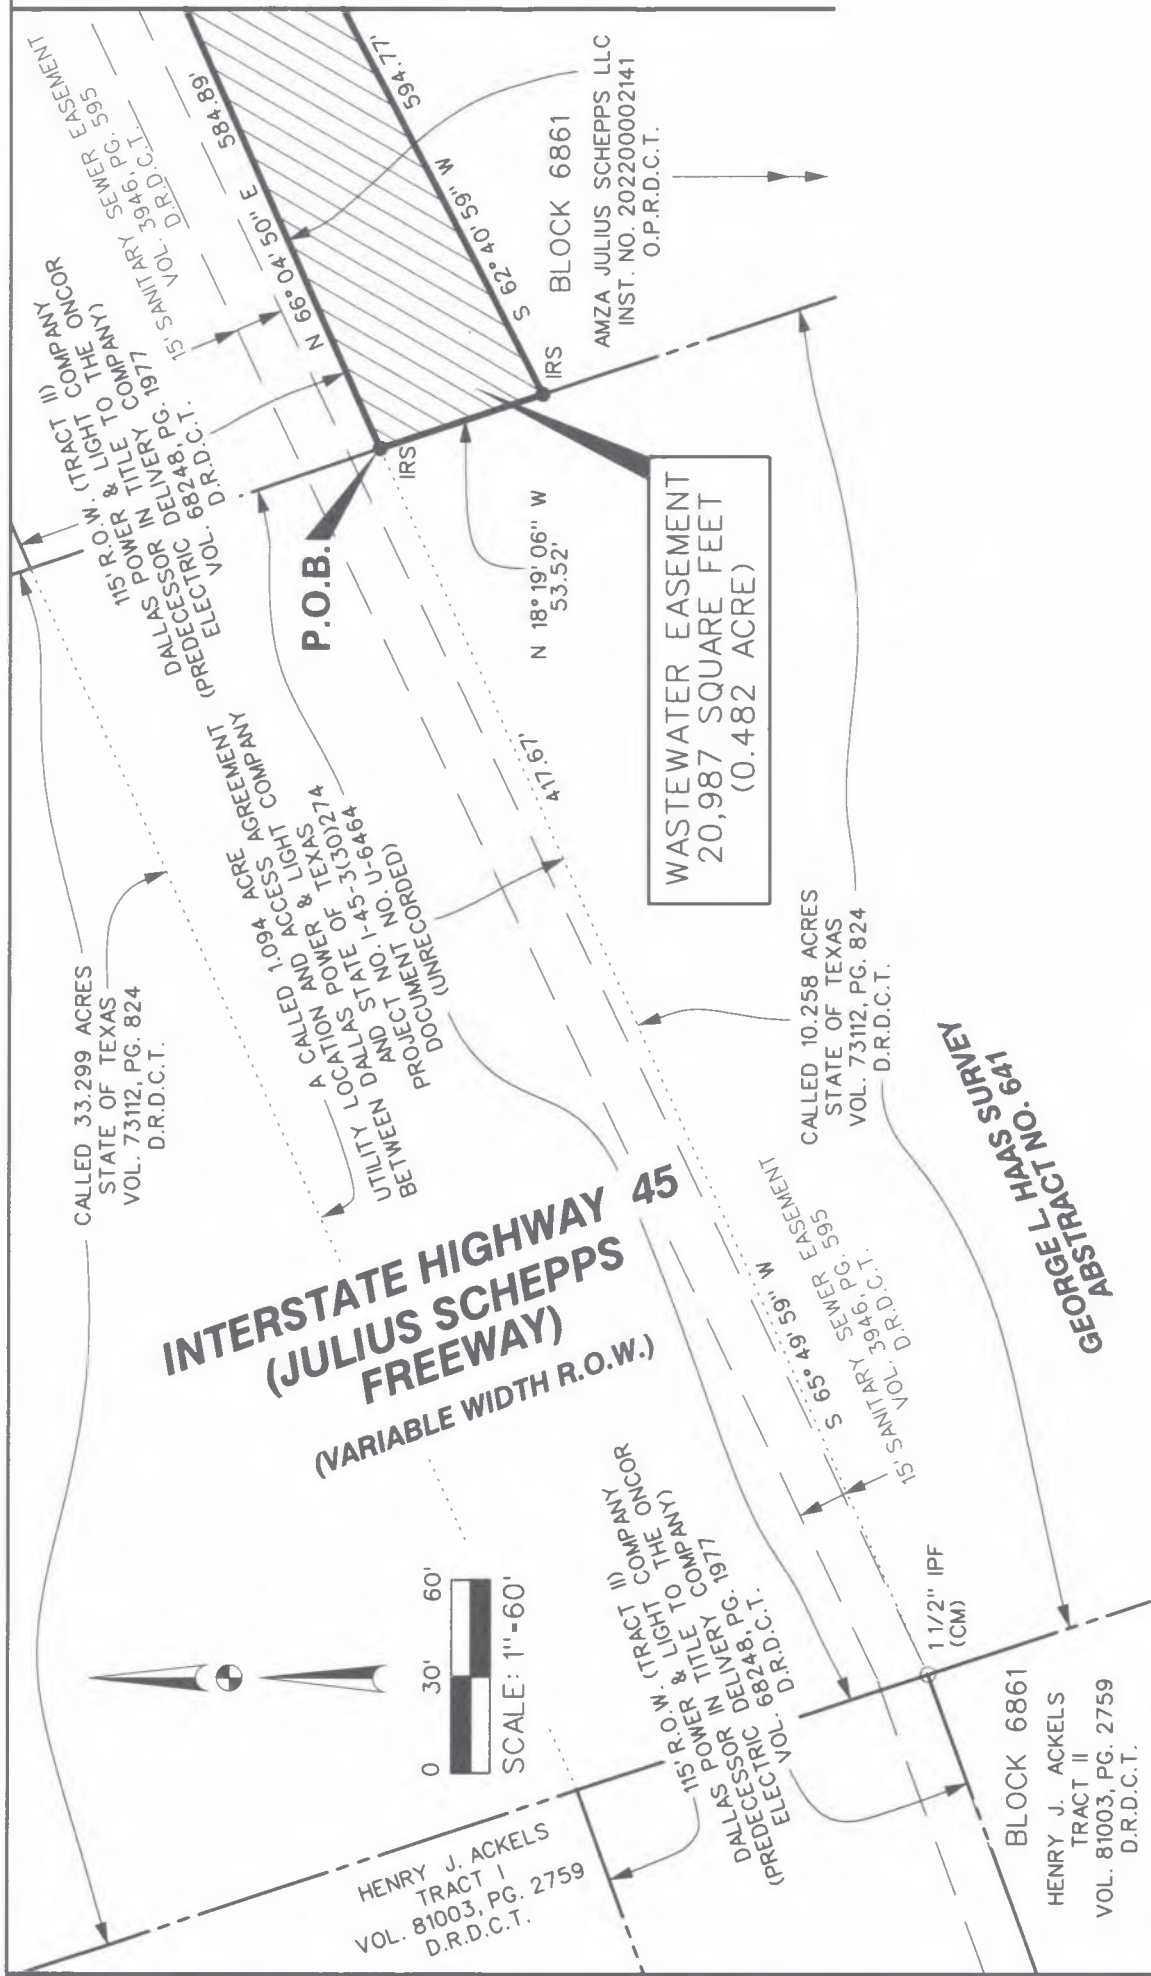 CALLED 33.299 ACRES
STATE OF TEXAS
VOL. 73112, PG. 824
D.R.D.C.T.
HENRY J. ACKELS
TRACT I
VOL. 81003, PG. 2759
D.R.D.C.T.
0 30' 60'
SCALE: 1"=60'
INTERSTATE HIGHWAY 45
(JULIUS SCHEPPS
FREEWAY)
(VARIABLE WIDTH R.O.W.)
A CALLED 1.094 ACRE
UTILITY LOCATION AND ACCESS AGREEMENT
BETWEEN DALLAS POWER & LIGHT COMPANY
AND STATE OF TEXAS
PROJECT NO. I-45-3(30)274
DOCUMENT NO. U-6464
(UNRECORDED)
115' R.O.W. (TRACT II)
DALLAS POWER & LIGHT COMPANY
(PREDECESSOR IN TITLE TO THE ONCOR
ELECTRIC DELIVERY COMPANY)
VOL. 68248, PG. 1977
D.R.D.C.T.
15' SANITARY SEWER EASEMENT
VOL. 3946, PG. 595
D.R.D.C.T.
N 66°04'50" E 584.89'
S 62°40'59" W 594.77'
P.O.B.
IRS
IRS
N 18°19'06" W
53.52'
BLOCK 6861
AMZA JULIUS SCHEPPS LLC
INST. NO. 202200002141
O.P.R.D.C.T.
WASTEWATER EASEMENT
20,987 SQUARE FEET
(0.482 ACRE)
417.67'
S 65°49'59" W
CALLED 10.258 ACRES
STATE OF TEXAS
VOL. 73112, PG. 824
D.R.D.C.T.
115' R.O.W. (TRACT II)
DALLAS POWER & LIGHT COMPANY
(PREDECESSOR IN TITLE TO THE ONCOR
ELECTRIC DELIVERY COMPANY)
VOL. 68248, PG. 1977
D.R.D.C.T.
15' SANITARY SEWER EASEMENT
VOL. 3946, PG. 595
D.R.D.C.T.
GEORGE L. HAAS SURVEY
ABSTRACT NO. 641
1 1/2" IPF
(CM)
BLOCK 6861
HENRY J. ACKELS
TRACT II
VOL. 81003, PG. 2759
D.R.D.C.T.